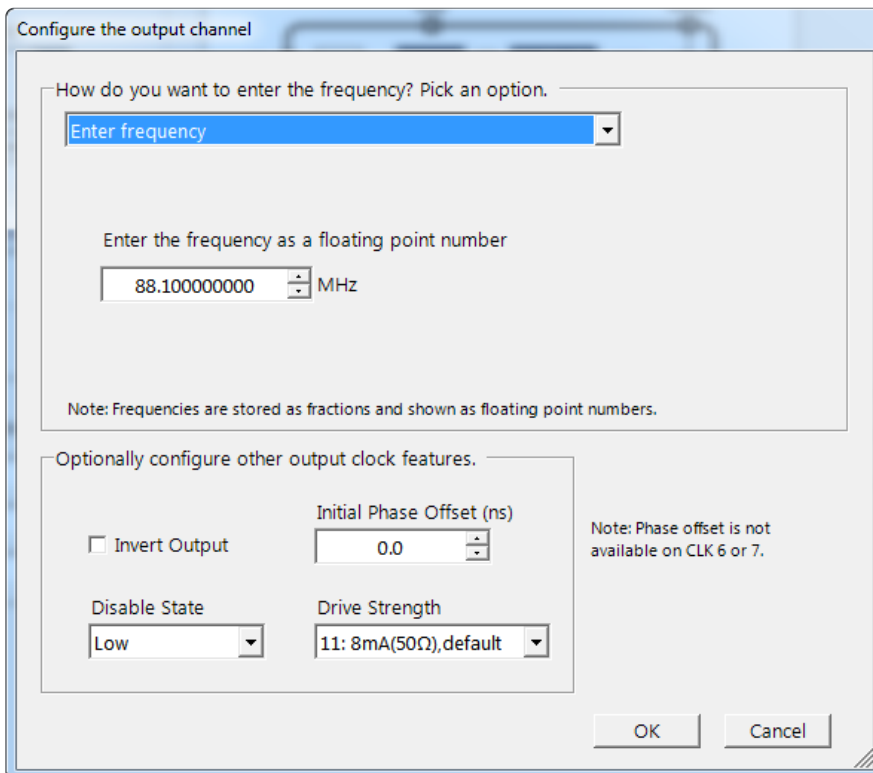 Configure the output channel
How do you want to enter the frequency? Pick an option.
Enter frequency
Enter the frequency as a floating point number
88.100000000 MHz
Note: Frequencies are stored as fractions and shown as floating point numbers.
Optionally configure other output clock features.
Initial Phase Offset (ns)
Invert Output
0.0
Note: Phase offset is not
available on CLK 6 or 7.
Disable State
Drive Strength
Low
11: 8mA(50Ω),default
OK
Cancel